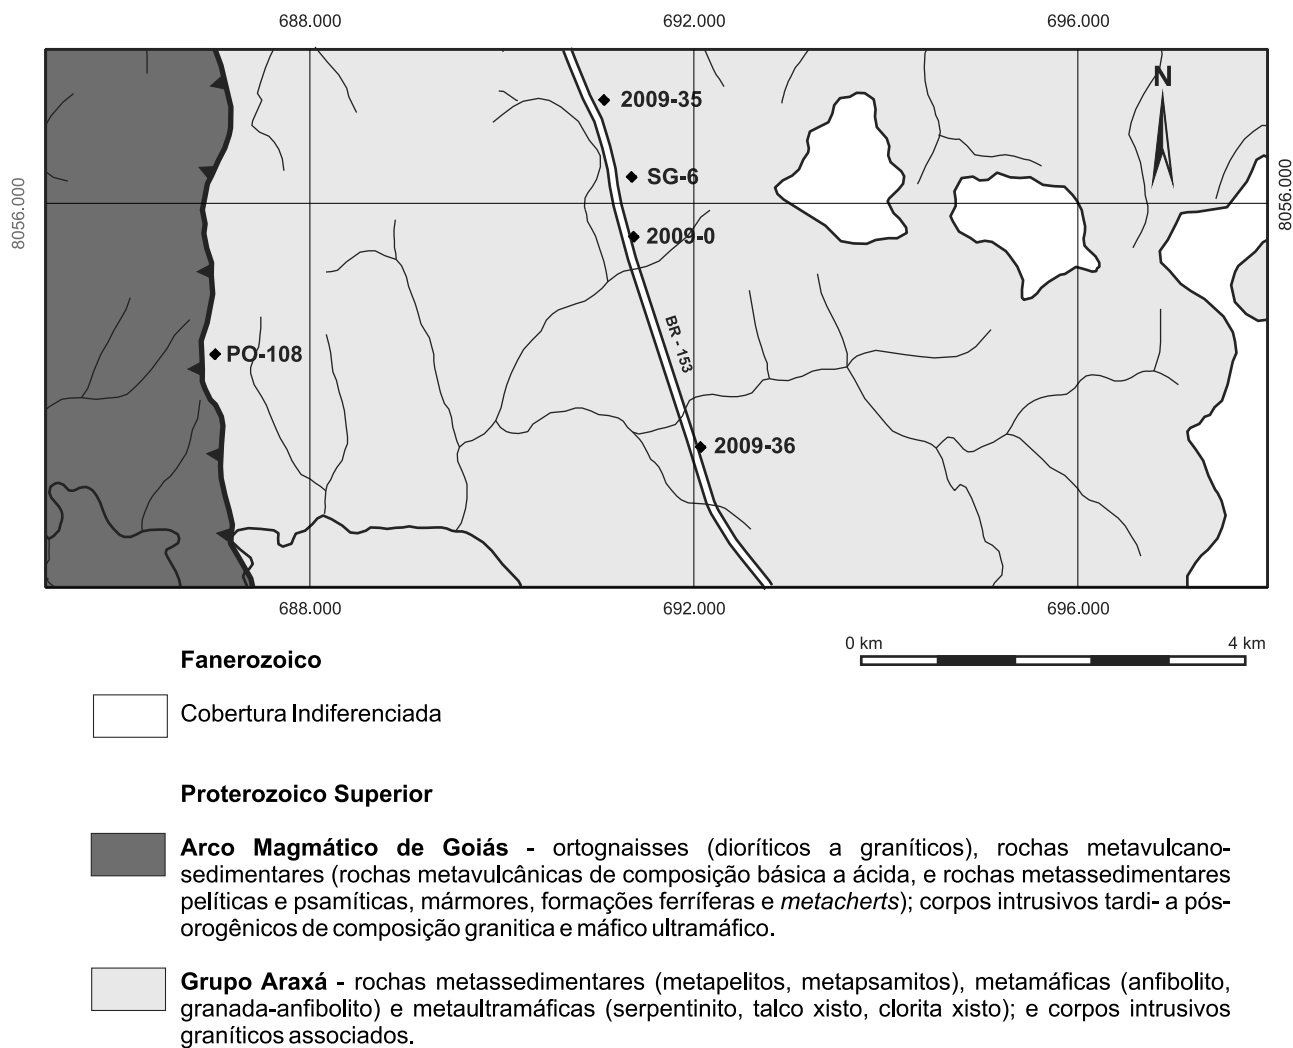 688.000 692.000 696.000
N
2009-35
SG-6
8056.000 8056.000
2009-0
BR - 153
PO-108
2009-36
688.000 692.000 696.000
0 km 4 km
Fanerozoico
Cobertura Indiferenciada
Proterozoico Superior
Arco Magmático de Goiás - ortognaisses (dioríticos a graníticos), rochas metavulcano-
sedimentares (rochas metavulcânicas de composição básica a ácida, e rochas metassedimentares
pelíticas e psamíticas, mármores, formações ferríferas e metacherts); corpos intrusivos tardi- a pós-
orogênicos de composição granitica e máfico ultramáfico.
Grupo Araxá - rochas metassedimentares (metapelitos, metapsamitos), metamáficas (anfibolito,
granada-anfibolito) e metaultramáficas (serpentinito, talco xisto, clorita xisto); e corpos intrusivos
graníticos associados.